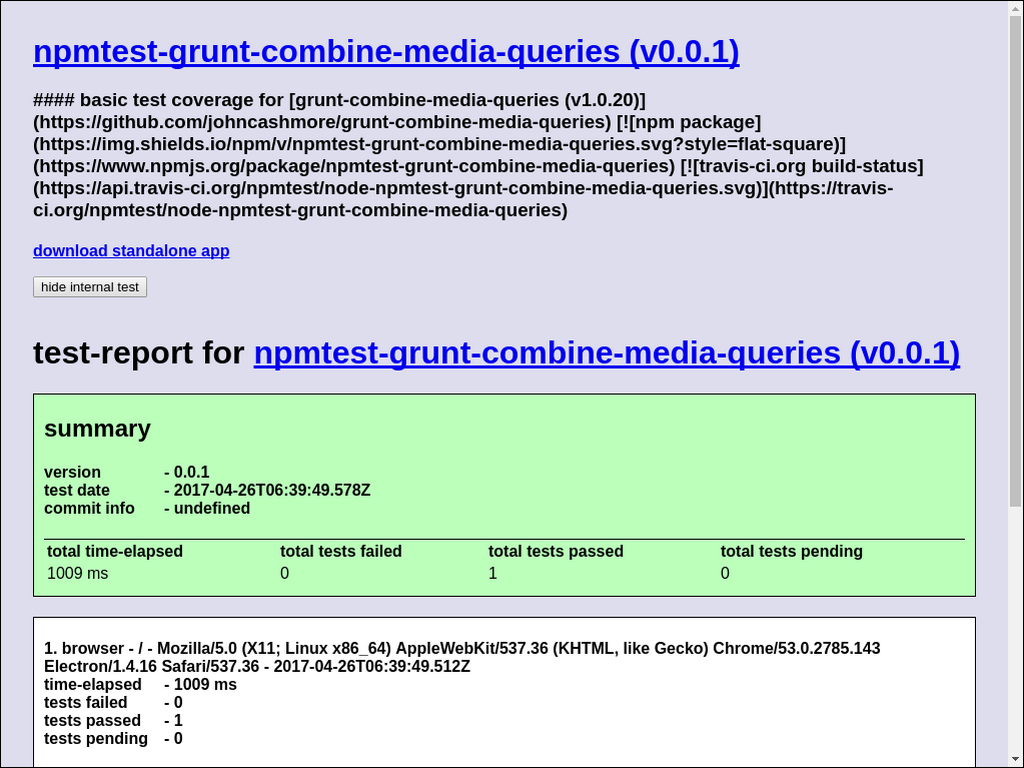 npmtest-grunt-combine-media-queries (v0.0.1)
#### basic test coverage for [grunt-combine-media-queries (v1.0.20)]
(https://github.com/johncashmore/grunt-combine-media-queries) [![npm package]
(https://img.shields.io/npm/v/npmtest-grunt-combine-media-queries.svg?style=flat-square)]
(https://www.npmjs.org/package/npmtest-grunt-combine-media-queries) [![travis-ci.org build-status]
(https://api.travis-ci.org/npmtest/node-npmtest-grunt-combine-media-queries.svg)](https://travis-
ci.org/npmtest/node-npmtest-grunt-combine-media-queries)
download standalone app
hide internal test
test-report for npmtest-grunt-combine-media-queries (v0.0.1)
summary
version - 0.0.1
test date - 2017-04-26T06:39:49.578Z
commit info - undefined
total time-elapsed total tests failed total tests passed total tests pending
1009 ms 0 1 0
1. browser - / - Mozilla/5.0 (X11; Linux x86_64) AppleWebKit/537.36 (KHTML, like Gecko) Chrome/53.0.2785.143
Electron/1.4.16 Safari/537.36 - 2017-04-26T06:39:49.512Z
time-elapsed - 1009 ms
tests failed - 0
tests passed - 1
tests pending - 0